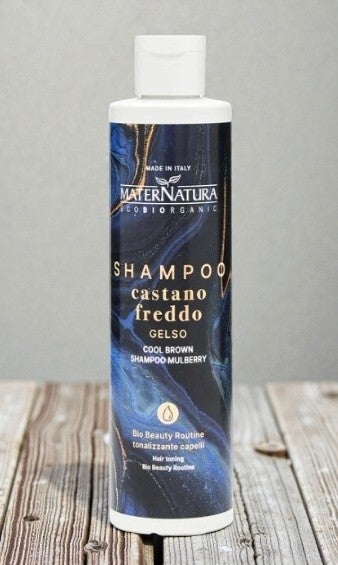 MADE IN ITALY
MATERNATURA
ECOBIORGANIC
SHAMPOO
castano
freddo
GELSO
COOL BROWN
SHAMPOO MULBERRY
Bio Beauty Routine
tonalizzante capelli
Hair toning
Bio Beauty Routine